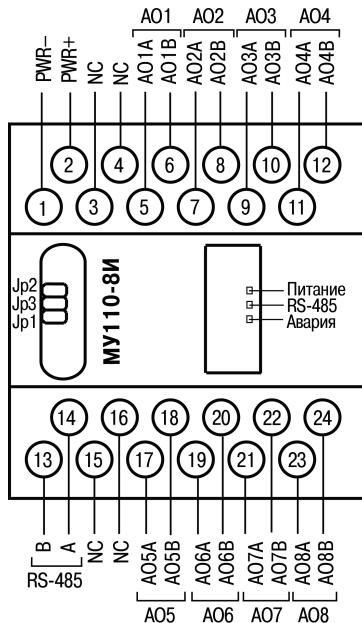 AO1 AO2 AO3 AO4
PWR– PWR+ NC NC AO1A AO1B AO2A AO2B AO3A AO3B AO4A AO4B
2 4 6 8 10 12
1 3 5 7 9 11
Jp2
Jp3
Jp1
МУ110-8И
Питание
RS-485
Авария
14 16 18 20 22 24
13 15 17 19 21 23
B A NC NC AO5A AO5B AO6A AO6B AO7A AO7B AO8A AO8B
RS-485
AO5 AO6 AO7 AO8